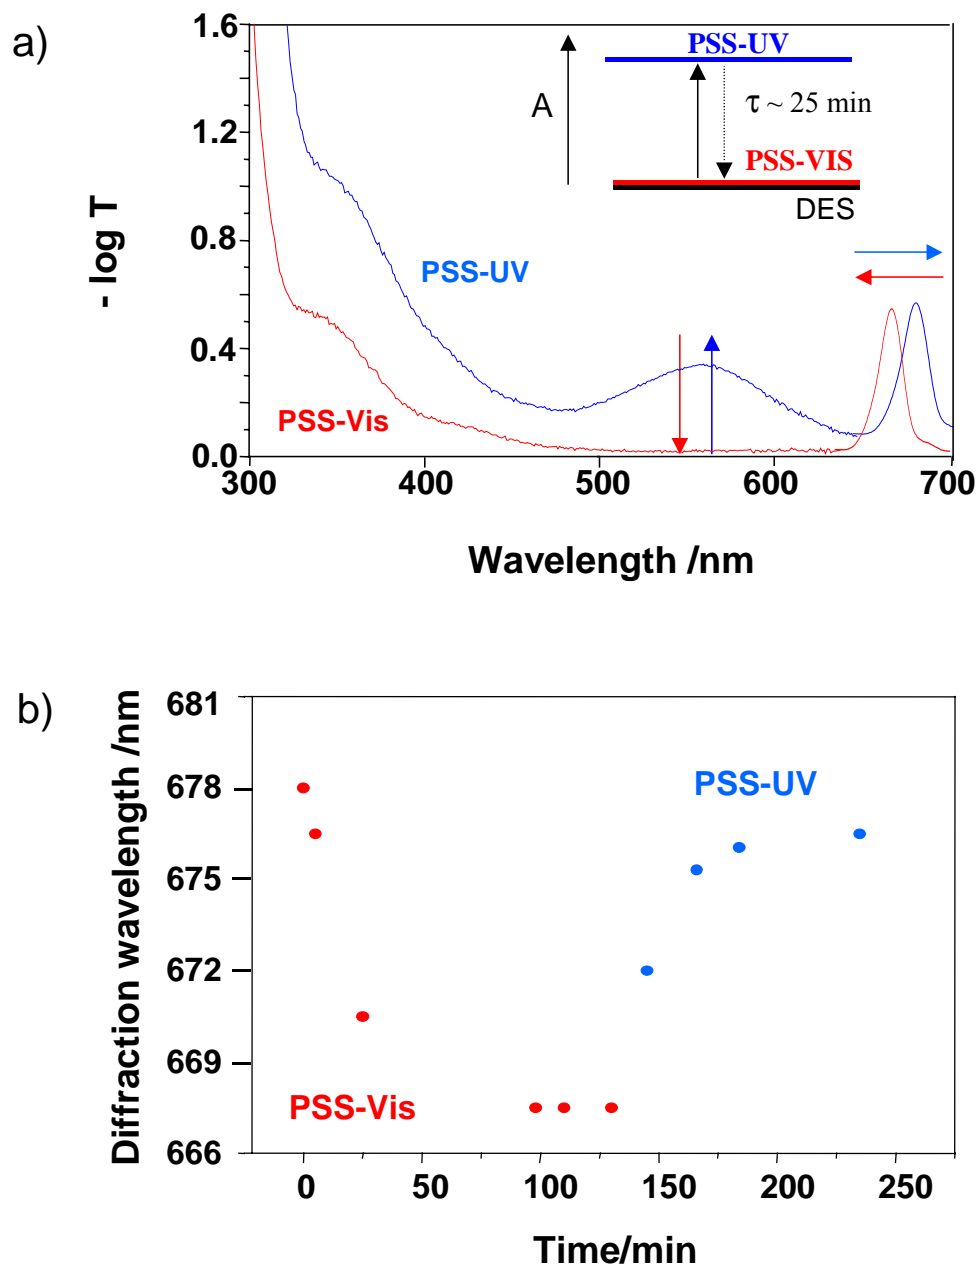 a)
1.6
1.2
0.8
0.4
0.0
- log T
PSS-UV
A
τ ~ 25 min
PSS-VIS
DES
PSS-UV
PSS-Vis
300
400
500
600
700
Wavelength /nm
b)
681
678
675
672
669
666
Diffraction wavelength /nm
PSS-UV
PSS-Vis
0
50
100
150
200
250
Time/min